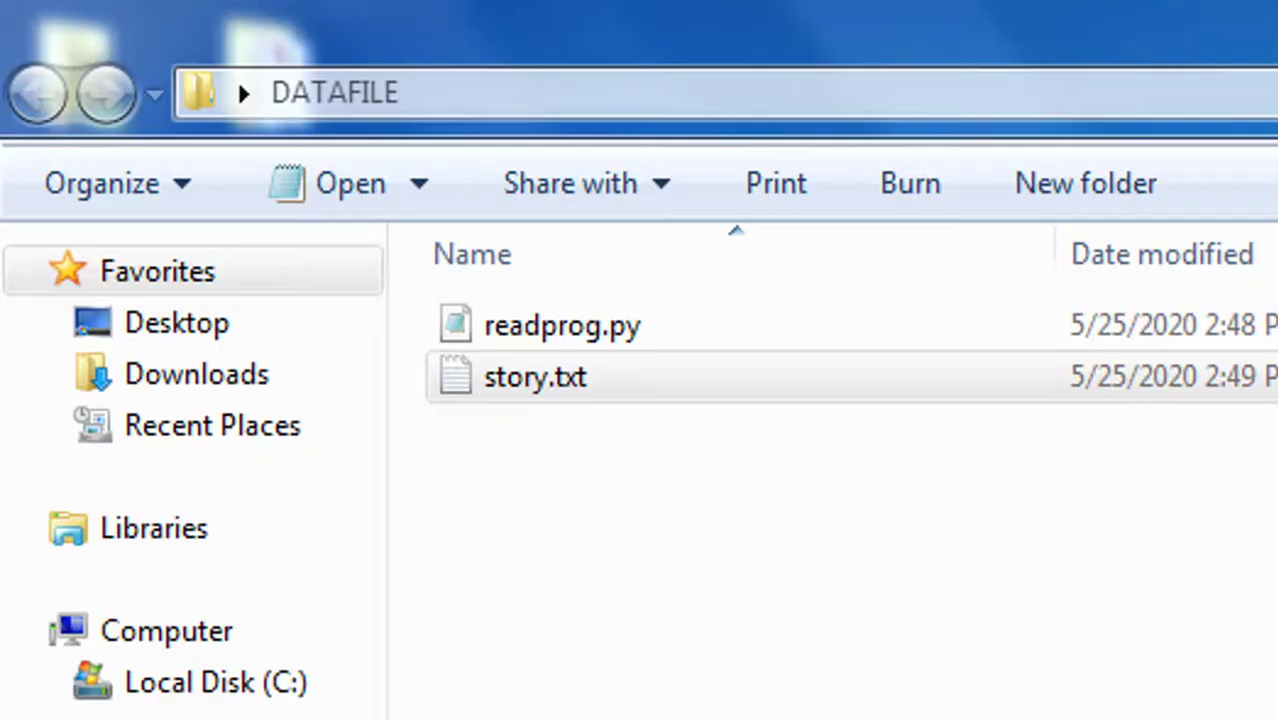 DATAFILE
Organize Open Share with Print Burn New folder
Name Date modified
Favorites
readprog.py 5/25/2020 2:48 P
Desktop
story.txt 5/25/2020 2:49 P
Downloads
Recent Places
Libraries
Computer
Local Disk (C:)